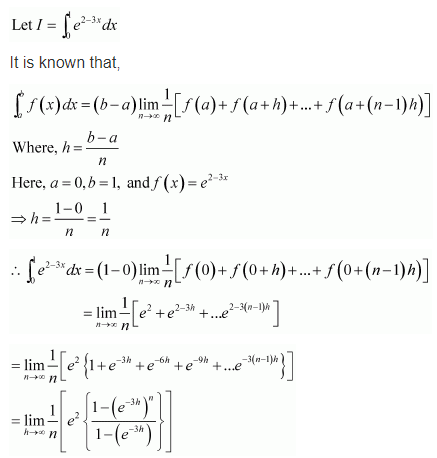 Let I = ∫₀¹ e^{2−3x} dx
It is known that,
∫ₐᵇ f(x)dx = (b−a) lim_{n→∞} 1/n [f(a)+f(a+h)+...+f(a+(n−1)h)]
Where, h = (b−a)/n
Here, a = 0, b = 1, and f(x) = e^{2−3x}
⇒ h = (1−0)/n = 1/n
∴ ∫₀¹ e^{2−3x} dx = (1−0) lim_{n→∞} 1/n [f(0)+f(0+h)+...+f(0+(n−1)h)]
= lim_{n→∞} 1/n [e² + e^{2−3h} + ...e^{2−3(n−1)h}]
= lim_{n→∞} 1/n [e² {1 + e^{−3h} + e^{−6h} + e^{−9h} + ...e^{−3(n−1)h}}]
= lim_{h→∞} 1/n [e² {(1−(e^{−3h})ⁿ)/(1−(e^{−3h}))}]